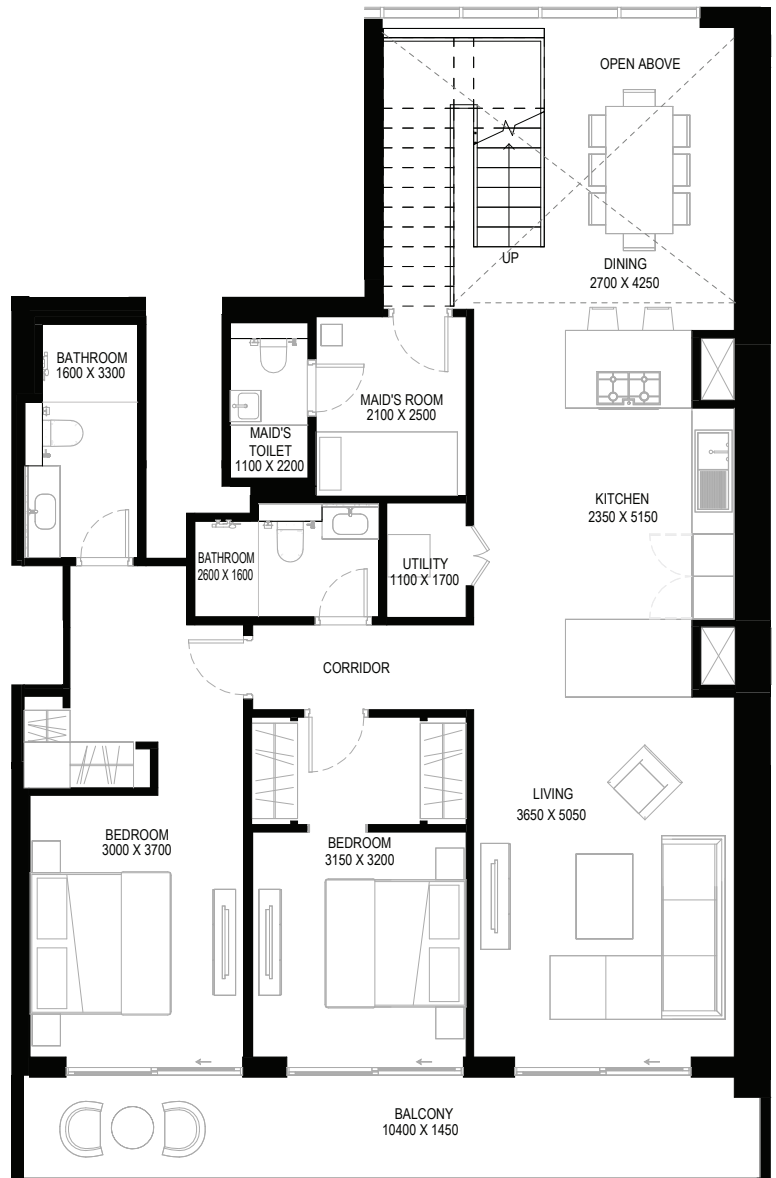 OPEN ABOVE
UP
DINING
2700 X 4250
BATHROOM
1600 X 3300
MAID'S ROOM
2100 X 2500
MAID'S
TOILET
1100 X 2200
KITCHEN
2350 X 5150
BATHROOM
2600 X 1600
UTILITY
1100 X 1700
CORRIDOR
LIVING
3650 X 5050
BEDROOM
3000 X 3700
BEDROOM
3150 X 3200
BALCONY
10400 X 1450